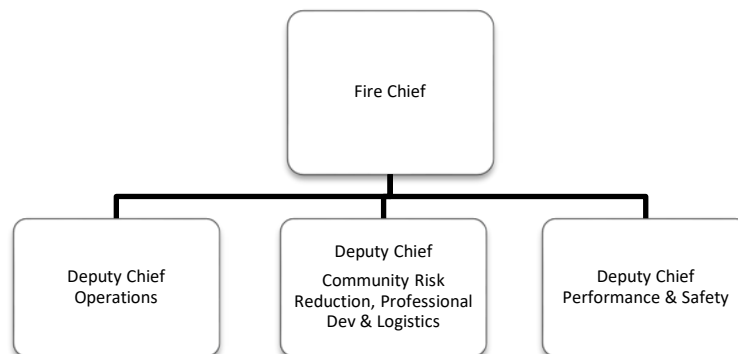 Fire Chief
Deputy Chief
Operations
Deputy Chief
Community Risk
Reduction, Professional
Dev & Logistics
Deputy Chief
Performance & Safety